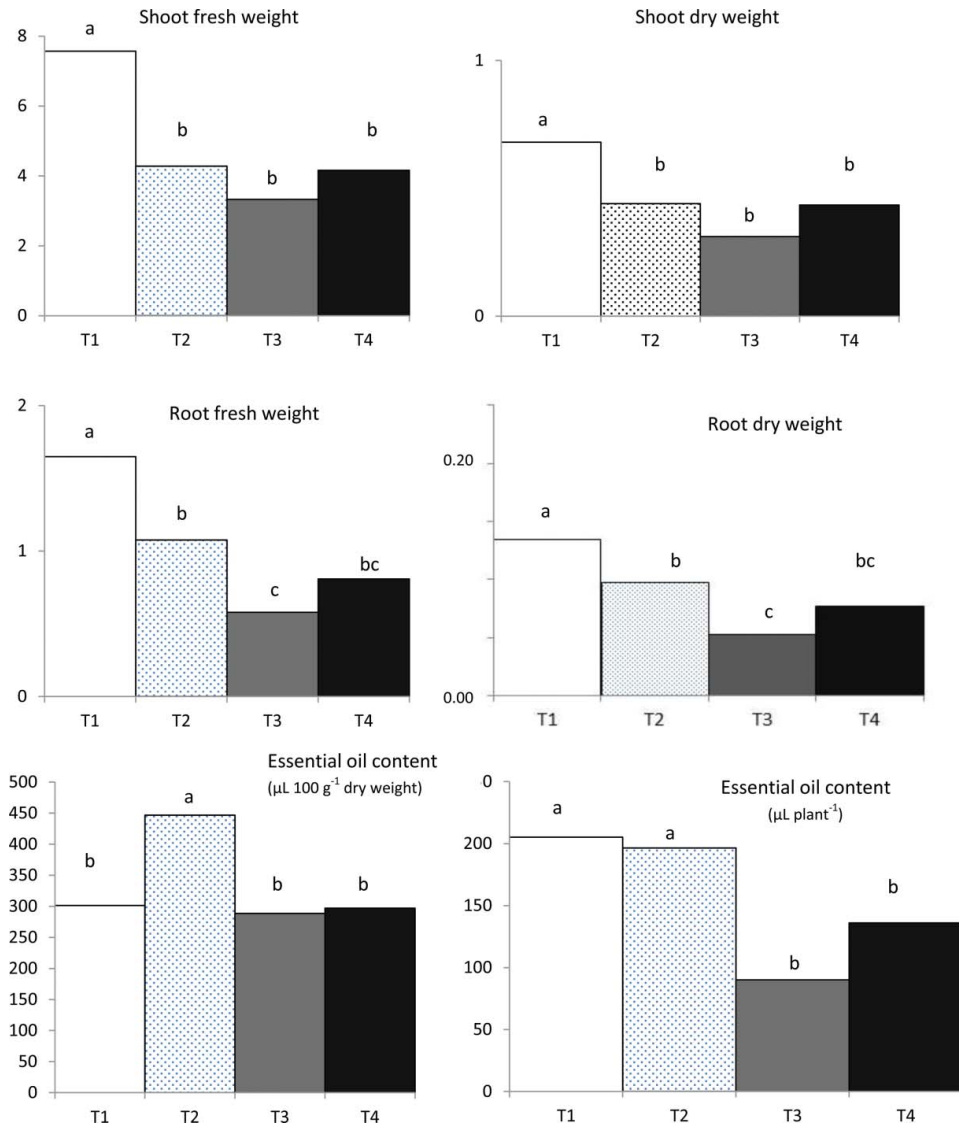 Shoot fresh weight
8
6
4
2
0
a
b
b
b
T1 T2 T3 T4
Shoot dry weight
1
0
a
b
b
b
T1 T2 T3 T4
Root fresh weight
2
1
0
a
b
c
bc
T1 T2 T3 T4
Root dry weight
0.20
0.00
a
b
c
bc
T1 T2 T3 T4
Essential oil content
(µL 100 g⁻¹ dry weight)
500
450
400
350
300
250
200
150
100
50
0
b
a
b
b
T1 T2 T3 T4
Essential oil content
(µL plant⁻¹)
0
200
150
100
50
0
a
a
b
b
T1 T2 T3 T4